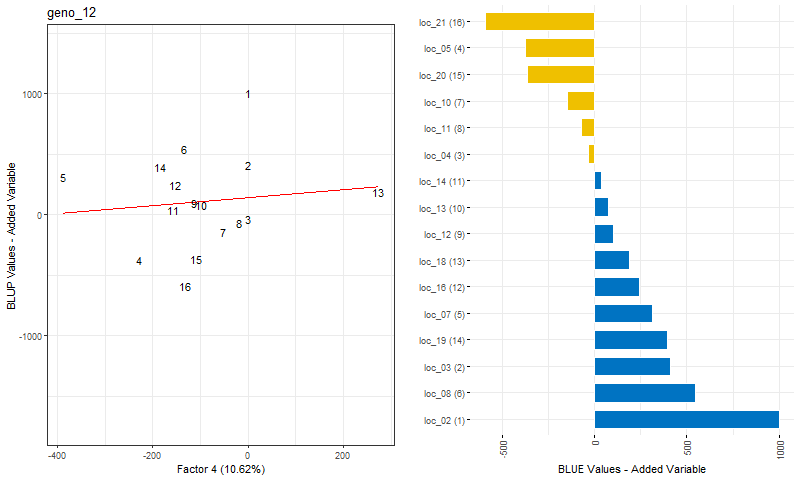 geno_12
BLUP Values - Added Variable
1000
0
-1000
1
6
14
2
5
12
13
9
10
11
3
8
7
4
15
16
-400
-200
0
200
Factor 4 (10.62%)
loc_21 (16)
loc_05 (4)
loc_20 (15)
loc_10 (7)
loc_11 (8)
loc_04 (3)
loc_14 (11)
loc_13 (10)
loc_12 (9)
loc_18 (13)
loc_16 (12)
loc_07 (5)
loc_19 (14)
loc_03 (2)
loc_08 (6)
loc_02 (1)
-500
0
500
1000
BLUE Values - Added Variable